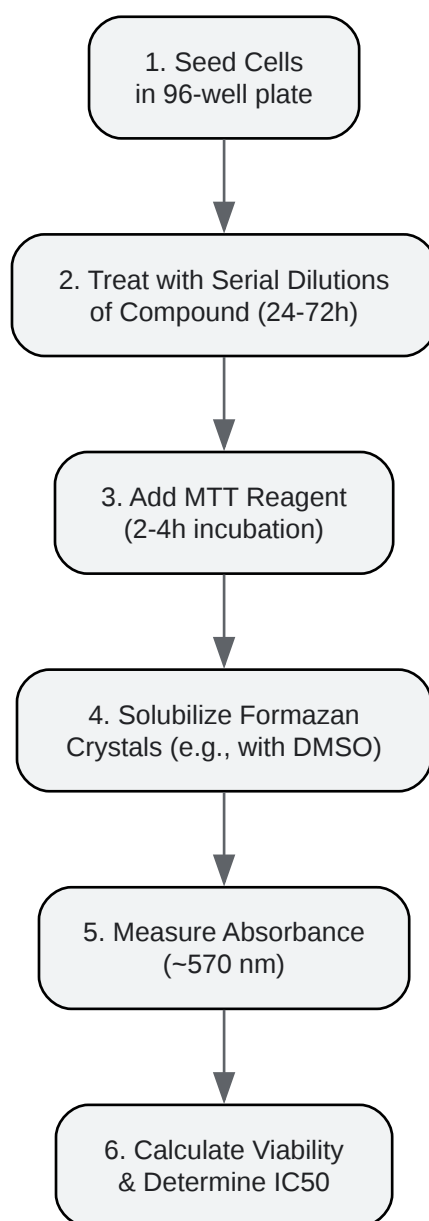 1. Seed Cells
in 96-well plate
2. Treat with Serial Dilutions
of Compound (24-72h)
3. Add MTT Reagent
(2-4h incubation)
4. Solubilize Formazan
Crystals (e.g., with DMSO)
5. Measure Absorbance
(~570 nm)
6. Calculate Viability
& Determine IC50